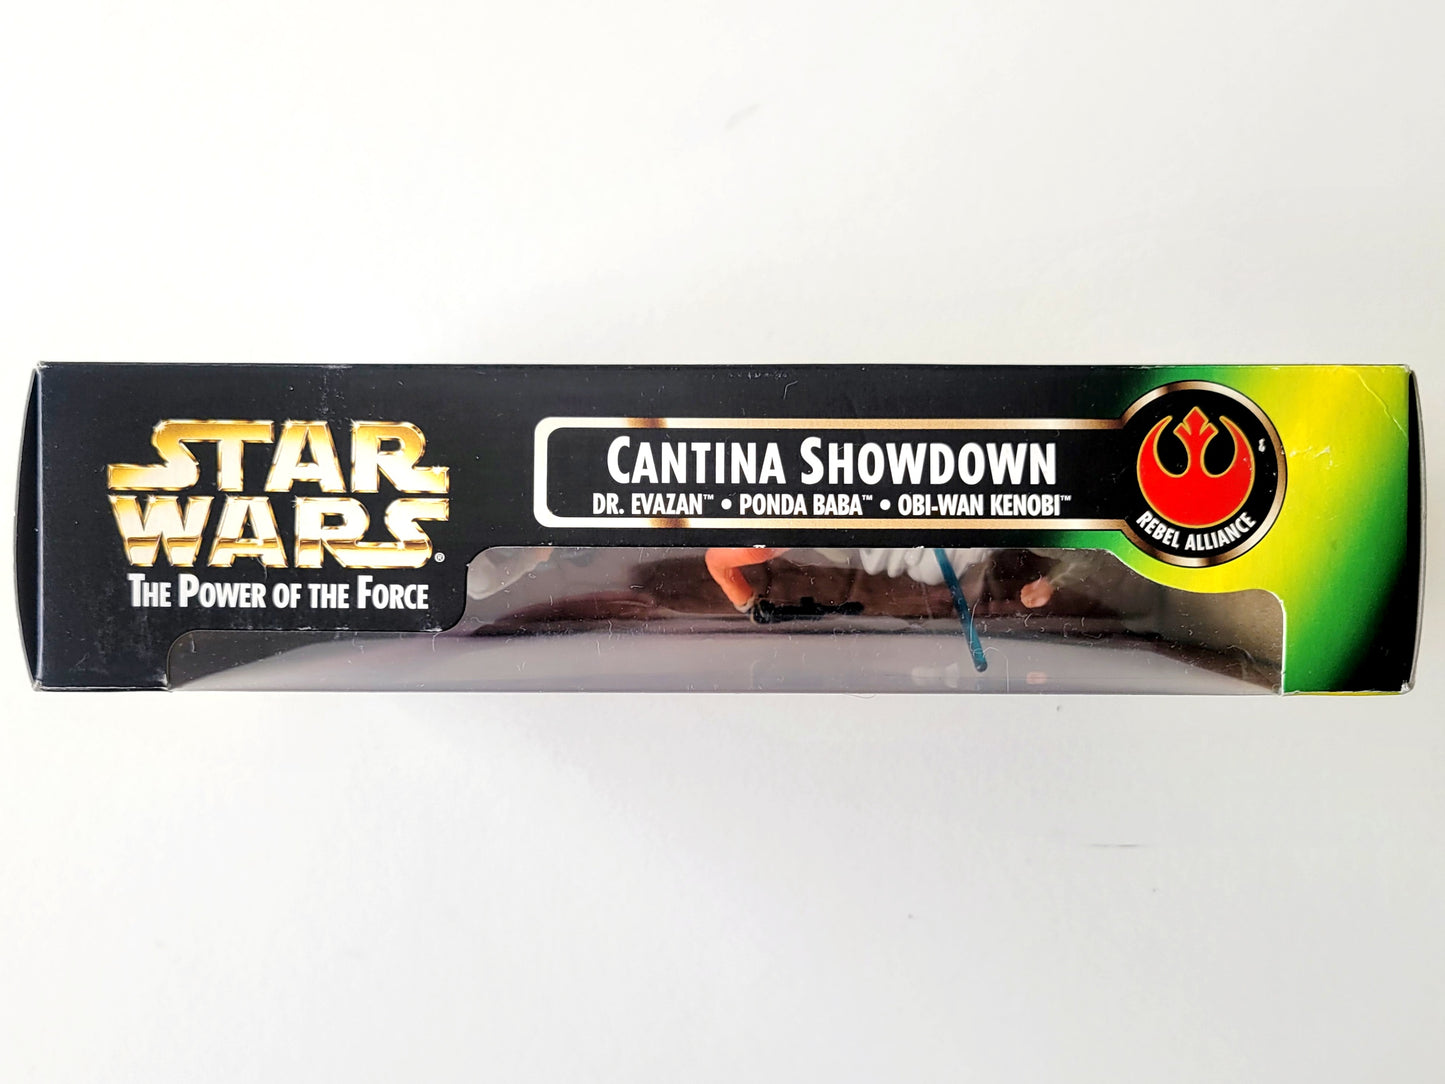 STAR
WARS®
THE POWER OF THE FORCE
CANTINA SHOWDOWN
DR. EVAZAN™ • PONDA BABA™ • OBI-WAN KENOBI™
REBEL ALLIANCE